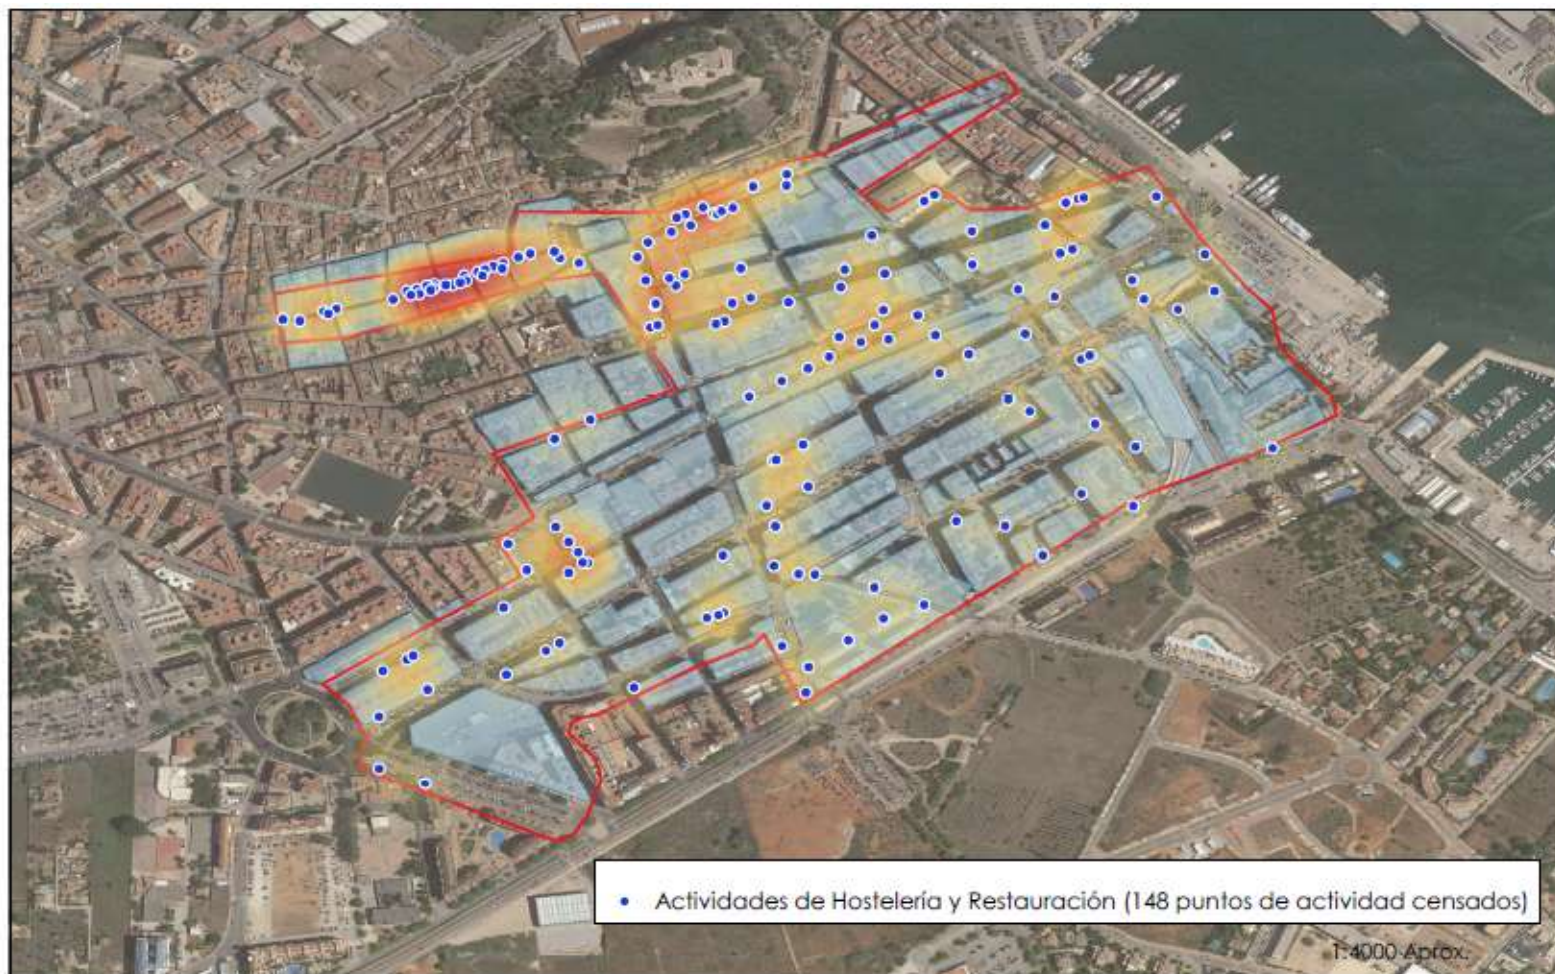 Actividades de Hostelería y Restauración (148 puntos de actividad censados)
1:4000 Aprox.